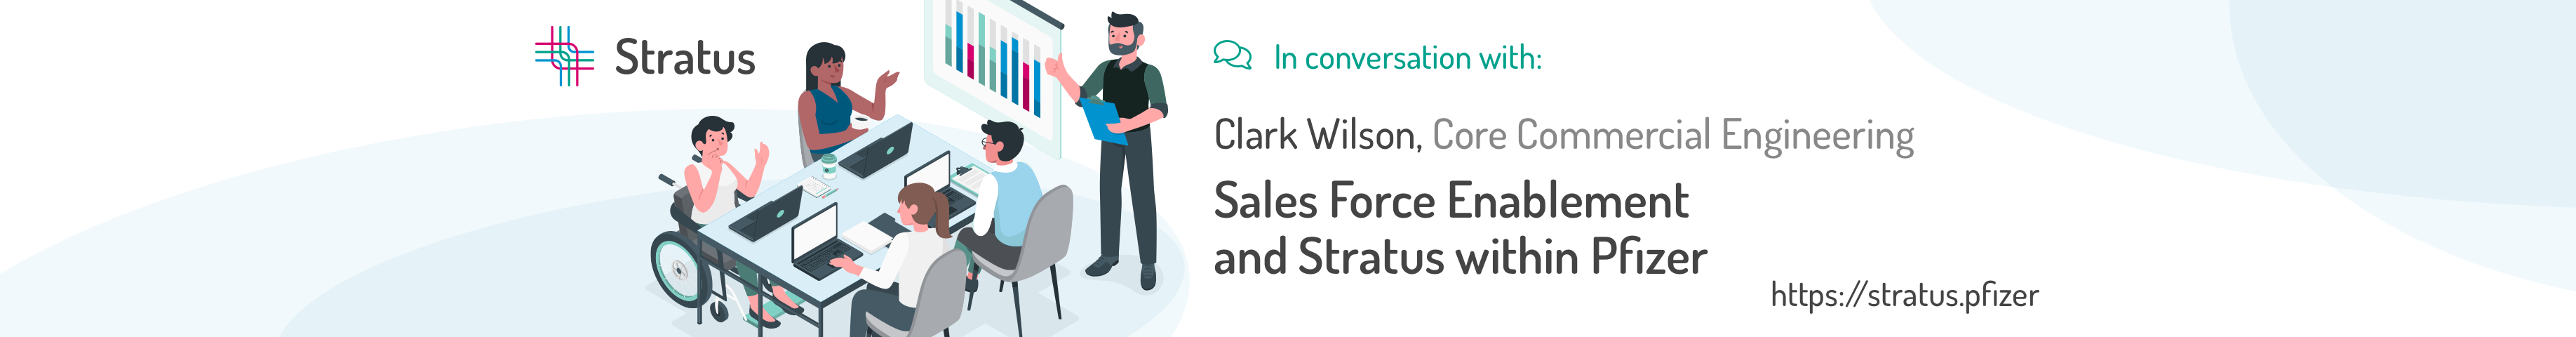 Stratus
In conversation with:
Clark Wilson, Core Commercial Engineering
Sales Force Enablement
and Stratus within Pfizer
https://stratus.pfizer